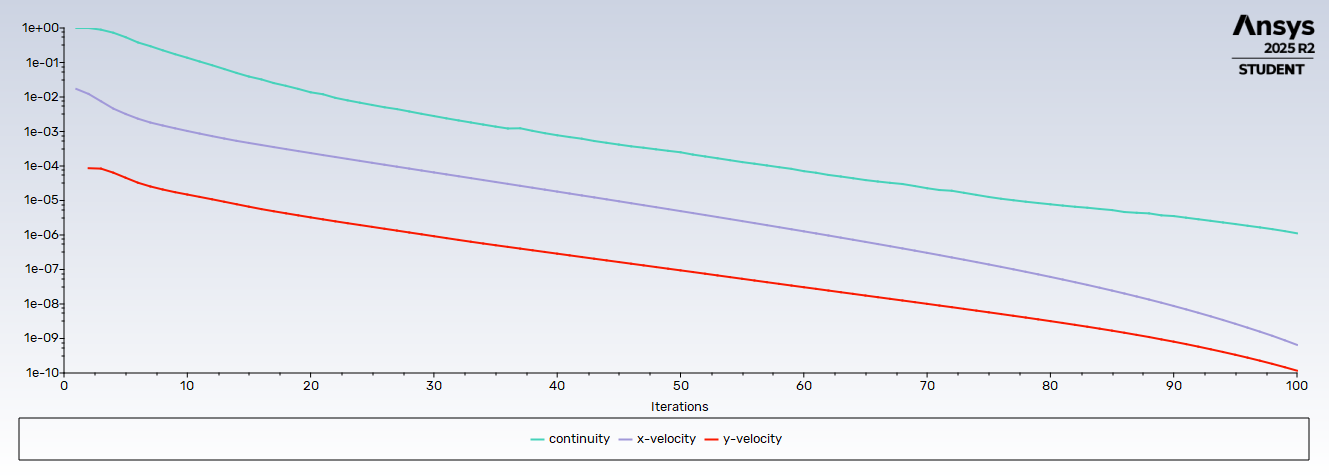 Ansys
2025 R2
STUDENT
1e+00
1e-01
1e-02
1e-03
1e-04
1e-05
1e-06
1e-07
1e-08
1e-09
1e-10
0 10 20 30 40 50 60 70 80 90 100
Iterations
continuity x-velocity y-velocity